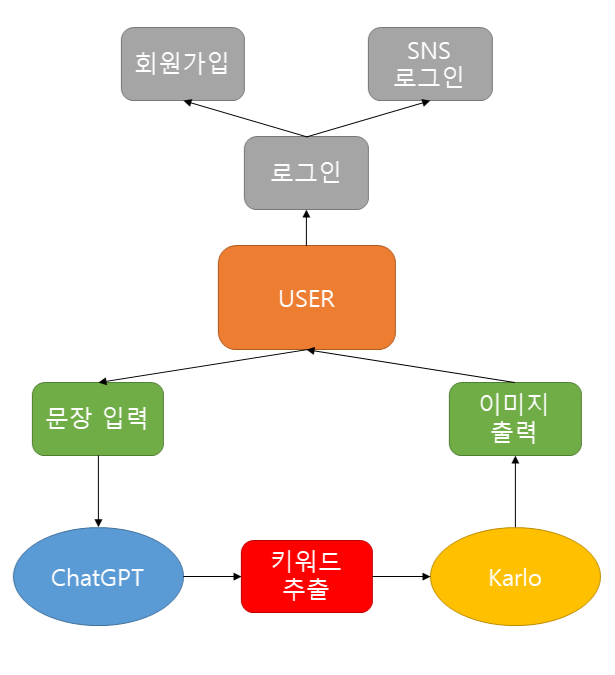 회원가입
SNS
로그인
로그인
USER
문장 입력
이미지
출력
ChatGPT
키워드
추출
Karlo